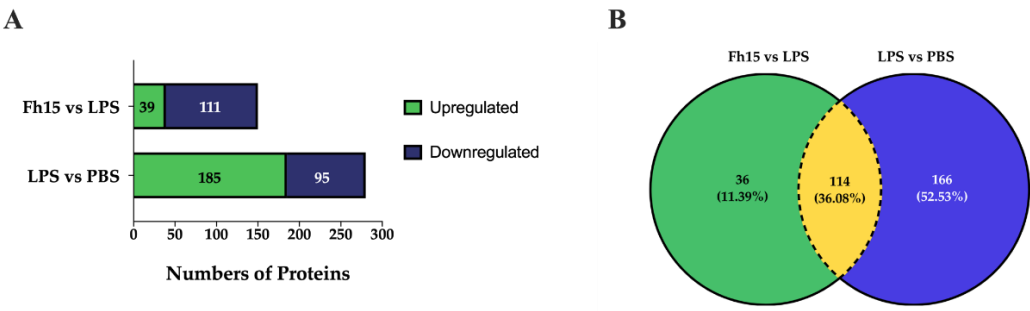 A
Fh15 vs LPS
39
111
LPS vs PBS
185
95
0
50
100
150
200
250
300
Numbers of Proteins
Upregulated
Downregulated
B
Fh15 vs LPS
LPS vs PBS
36
(11.39%)
114
(36.08%)
166
(52.53%)